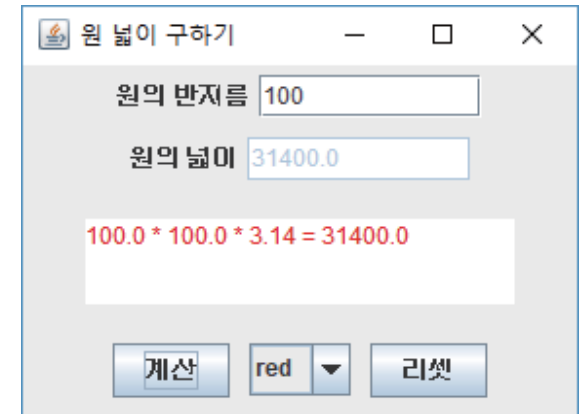 원 넓이 구하기
원의 반지름 100
원의 넓이 31400.0
100.0 * 100.0 * 3.14 = 31400.0
계산 red 리셋